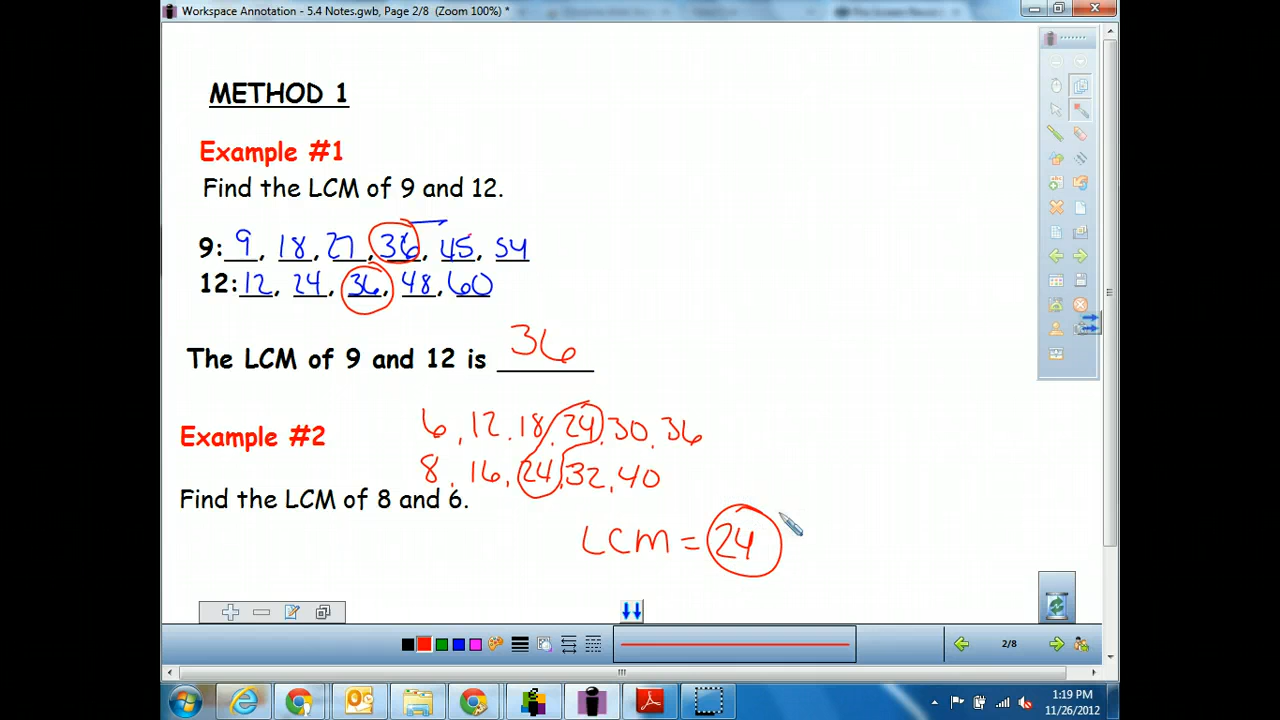 Workspace Annotation - 5.4 Notes.gwb, Page 2/8 (Zoom 100%) *
METHOD 1
Example #1
Find the LCM of 9 and 12.
9: 9, 18, 27, 36, 45, 54
12: 12, 24, 36, 48, 60
The LCM of 9 and 12 is 36
6, 12, 18, 24, 30, 36
Example #2
8, 16, 24, 32, 40
Find the LCM of 8 and 6.
LCM = 24
2/8
1:19 PM
11/26/2012